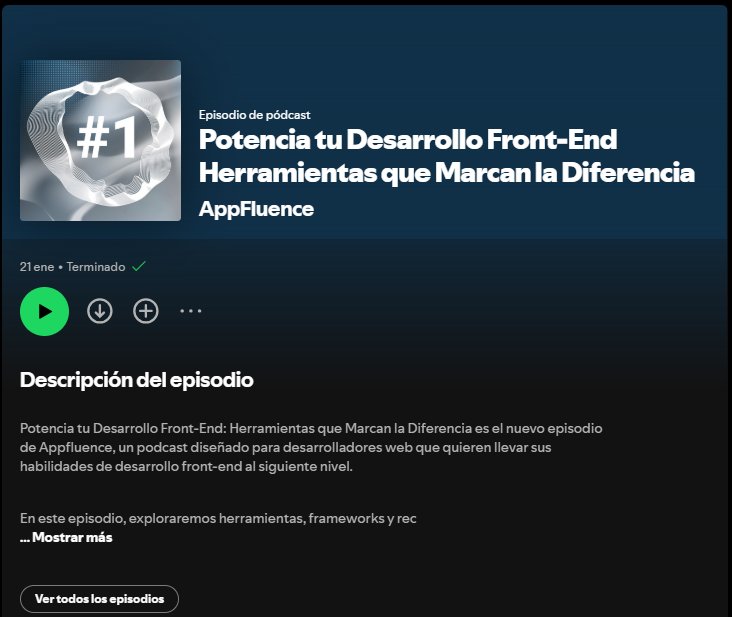 #1
Episodio de pódcast
Potencia tu Desarrollo Front-End
Herramientas que Marcan la Diferencia
AppFluence
21 ene • Terminado
Descripción del episodio
Potencia tu Desarrollo Front-End: Herramientas que Marcan la Diferencia es el nuevo episodio
de Appfluence, un podcast diseñado para desarrolladores web que quieren llevar sus
habilidades de desarrollo front-end al siguiente nivel.
En este episodio, exploraremos herramientas, frameworks y rec
... Mostrar más
Ver todos los episodios